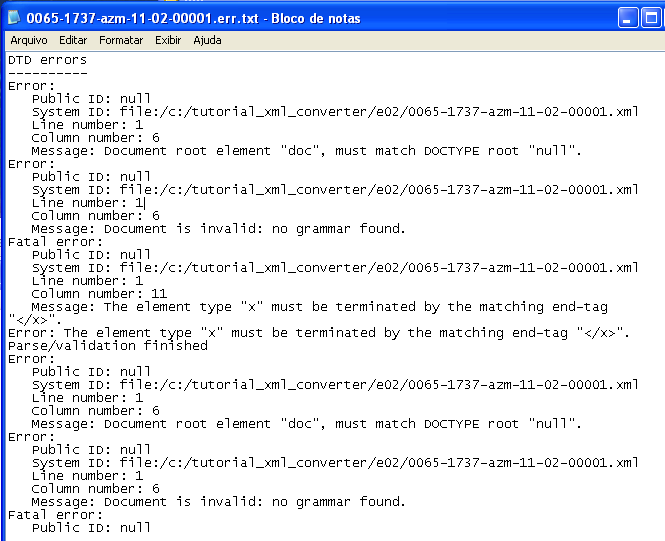 0065-1737-azm-11-02-00001.err.txt - Bloco de notas
Arquivo Editar Formatar Exibir Ajuda
DTD errors
----------
Error:
   Public ID: null
   System ID: file:/c:/tutorial_xml_converter/e02/0065-1737-azm-11-02-00001.xml
   Line number: 1
   Column number: 6
   Message: Document root element "doc", must match DOCTYPE root "null".
Error:
   Public ID: null
   System ID: file:/c:/tutorial_xml_converter/e02/0065-1737-azm-11-02-00001.xml
   Line number: 1
   Column number: 6
   Message: Document is invalid: no grammar found.
Fatal error:
   Public ID: null
   System ID: file:/c:/tutorial_xml_converter/e02/0065-1737-azm-11-02-00001.xml
   Line number: 1
   Column number: 11
   Message: The element type "x" must be terminated by the matching end-tag
"</x>".
Error: The element type "x" must be terminated by the matching end-tag "</x>".
Parse/validation finished
Error:
   Public ID: null
   System ID: file:/c:/tutorial_xml_converter/e02/0065-1737-azm-11-02-00001.xml
   Line number: 1
   Column number: 6
   Message: Document root element "doc", must match DOCTYPE root "null".
Error:
   Public ID: null
   System ID: file:/c:/tutorial_xml_converter/e02/0065-1737-azm-11-02-00001.xml
   Line number: 1
   Column number: 6
   Message: Document is invalid: no grammar found.
Fatal error:
   Public ID: null